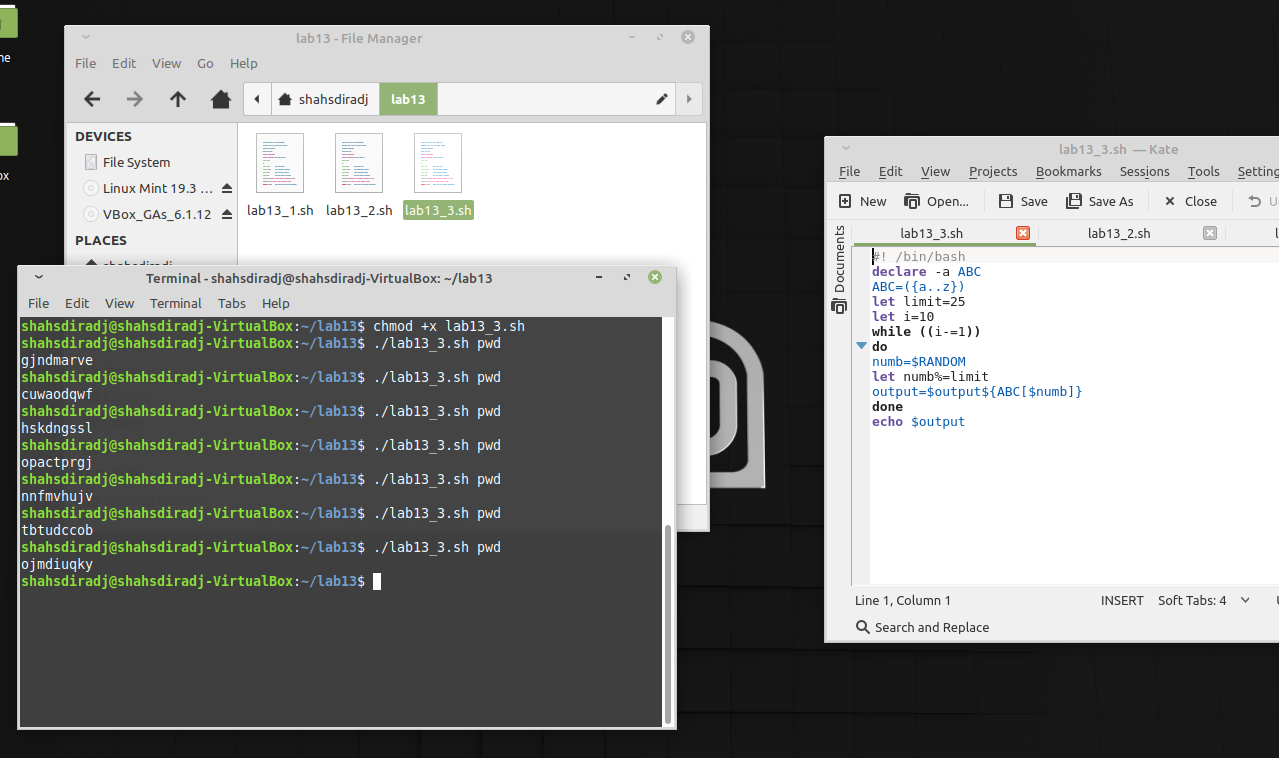 ne
ox
lab13 - File Manager
File Edit View Go Help
shahsdiradj lab13
DEVICES
File System
Linux Mint 19.3 ...
VBox_GAs_6.1.12
PLACES
shahsdiradj
lab13_1.sh lab13_2.sh lab13_3.sh
Terminal - shahsdiradj@shahsdiradj-VirtualBox: ~/lab13
File Edit View Terminal Tabs Help
shahsdiradj@shahsdiradj-VirtualBox:~/lab13$ chmod +x lab13_3.sh
shahsdiradj@shahsdiradj-VirtualBox:~/lab13$ ./lab13_3.sh pwd
gjndmarve
shahsdiradj@shahsdiradj-VirtualBox:~/lab13$ ./lab13_3.sh pwd
cuwaodqwf
shahsdiradj@shahsdiradj-VirtualBox:~/lab13$ ./lab13_3.sh pwd
hskdngssl
shahsdiradj@shahsdiradj-VirtualBox:~/lab13$ ./lab13_3.sh pwd
opactprgj
shahsdiradj@shahsdiradj-VirtualBox:~/lab13$ ./lab13_3.sh pwd
nnfmvhujv
shahsdiradj@shahsdiradj-VirtualBox:~/lab13$ ./lab13_3.sh pwd
tbtudccob
shahsdiradj@shahsdiradj-VirtualBox:~/lab13$ ./lab13_3.sh pwd
ojmdiuqky
shahsdiradj@shahsdiradj-VirtualBox:~/lab13$
lab13_3.sh — Kate
File Edit View Projects Bookmarks Sessions Tools Setting
New Open... Save Save As Close U
lab13_3.sh lab13_2.sh l
Documents
#! /bin/bash
declare -a ABC
ABC=({a..z})
let limit=25
let i=10
while ((i-=1))
do
numb=$RANDOM
let numb%=limit
output=$output${ABC[$numb]}
done
echo $output
Line 1, Column 1 INSERT Soft Tabs: 4
Search and Replace